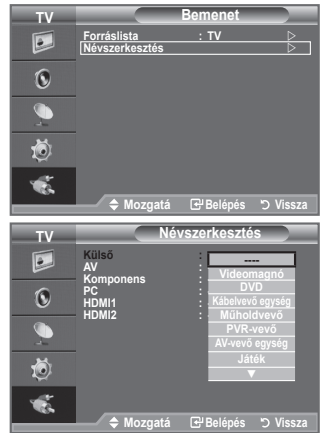 TV Bemenet
Forráslista : TV ▷
Névszerkesztés ▷
Mozgatá Belépés Vissza
TV Névszerkesztés
Külső : ----
AV : Videomagnó
Komponens : DVD
PC : Kábelvevő egység
HDMI1 : Műholdvevő
HDMI2 : PVR-vevő
AV-vevő egység
Játék
▼
Mozgatá Belépés Vissza